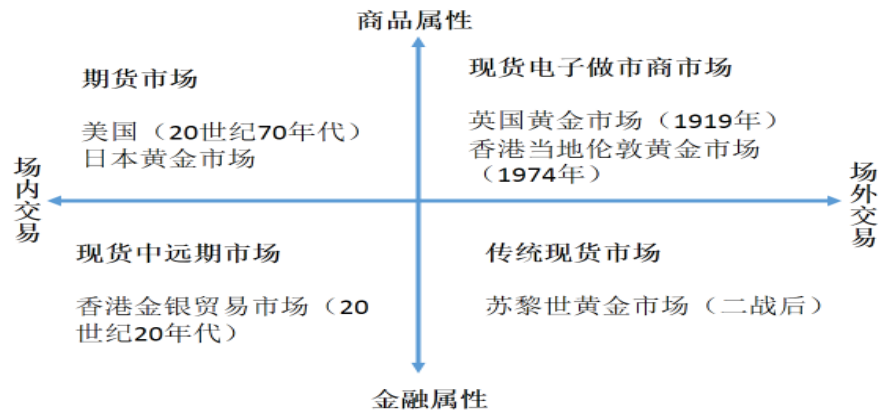 商品属性
期货市场
美国（20世纪70年代）
日本黄金市场
现货电子做市商市场
英国黄金市场（1919年）
香港当地伦敦黄金市场
（1974年）
场内交易
场外交易
现货中远期市场
香港金银贸易市场（20
世纪20年代）
传统现货市场
苏黎世黄金市场（二战后）
金融属性